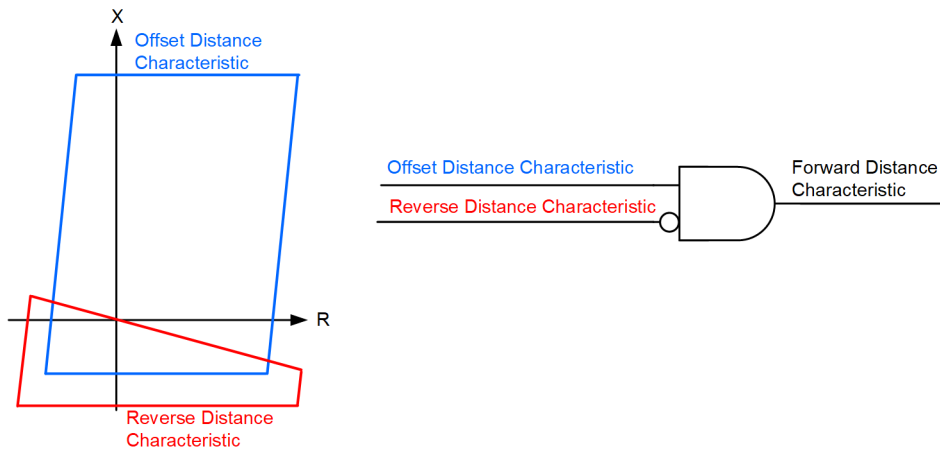 X
Offset Distance
Characteristic
R
Reverse Distance
Characteristic
Offset Distance Characteristic
Reverse Distance Characteristic
Forward Distance
Characteristic